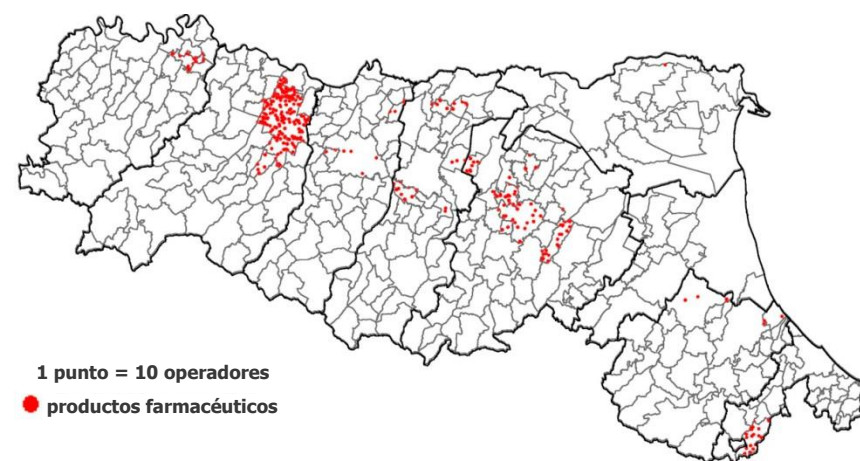 1 punto = 10 operadores
productos farmacéuticos